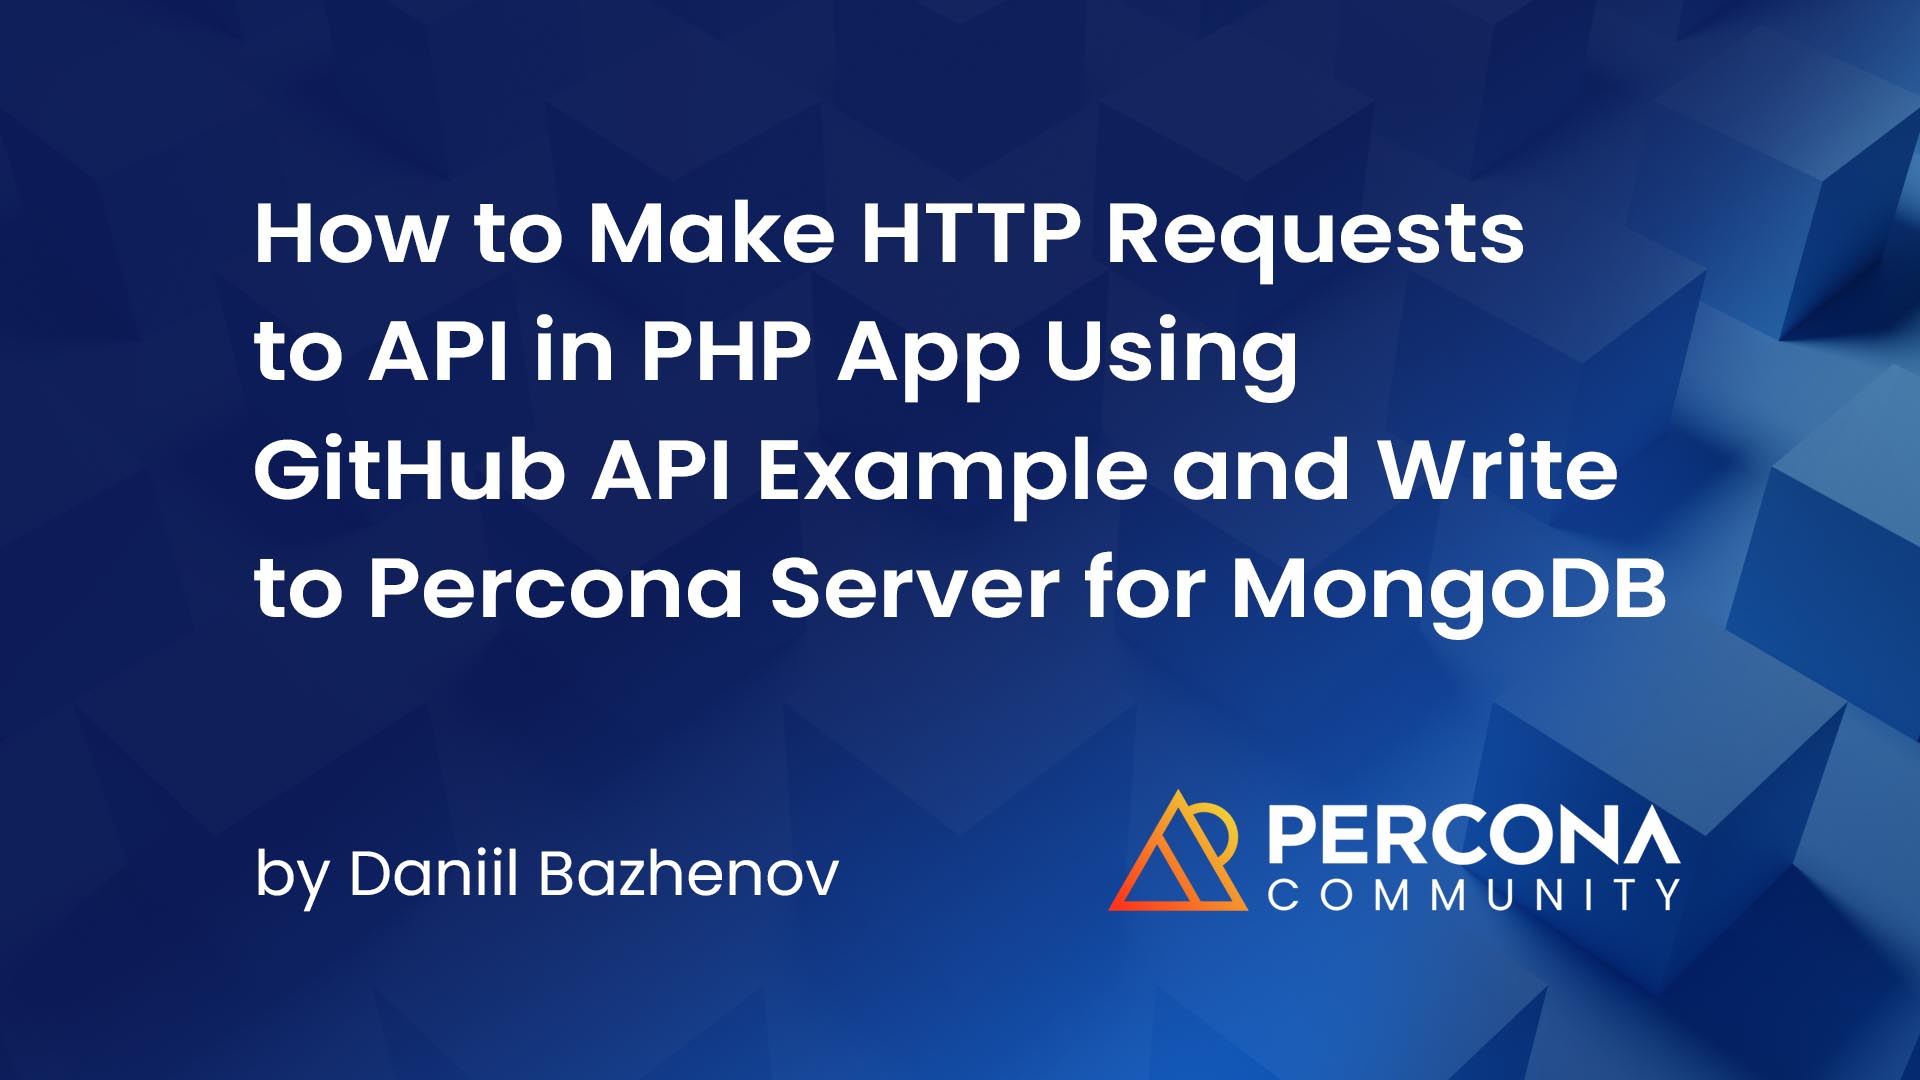 How to Make HTTP Requests
to API in PHP App Using
GitHub API Example and Write
to Percona Server for MongoDB
by Daniil Bazhenov
PERCONA
COMMUNITY